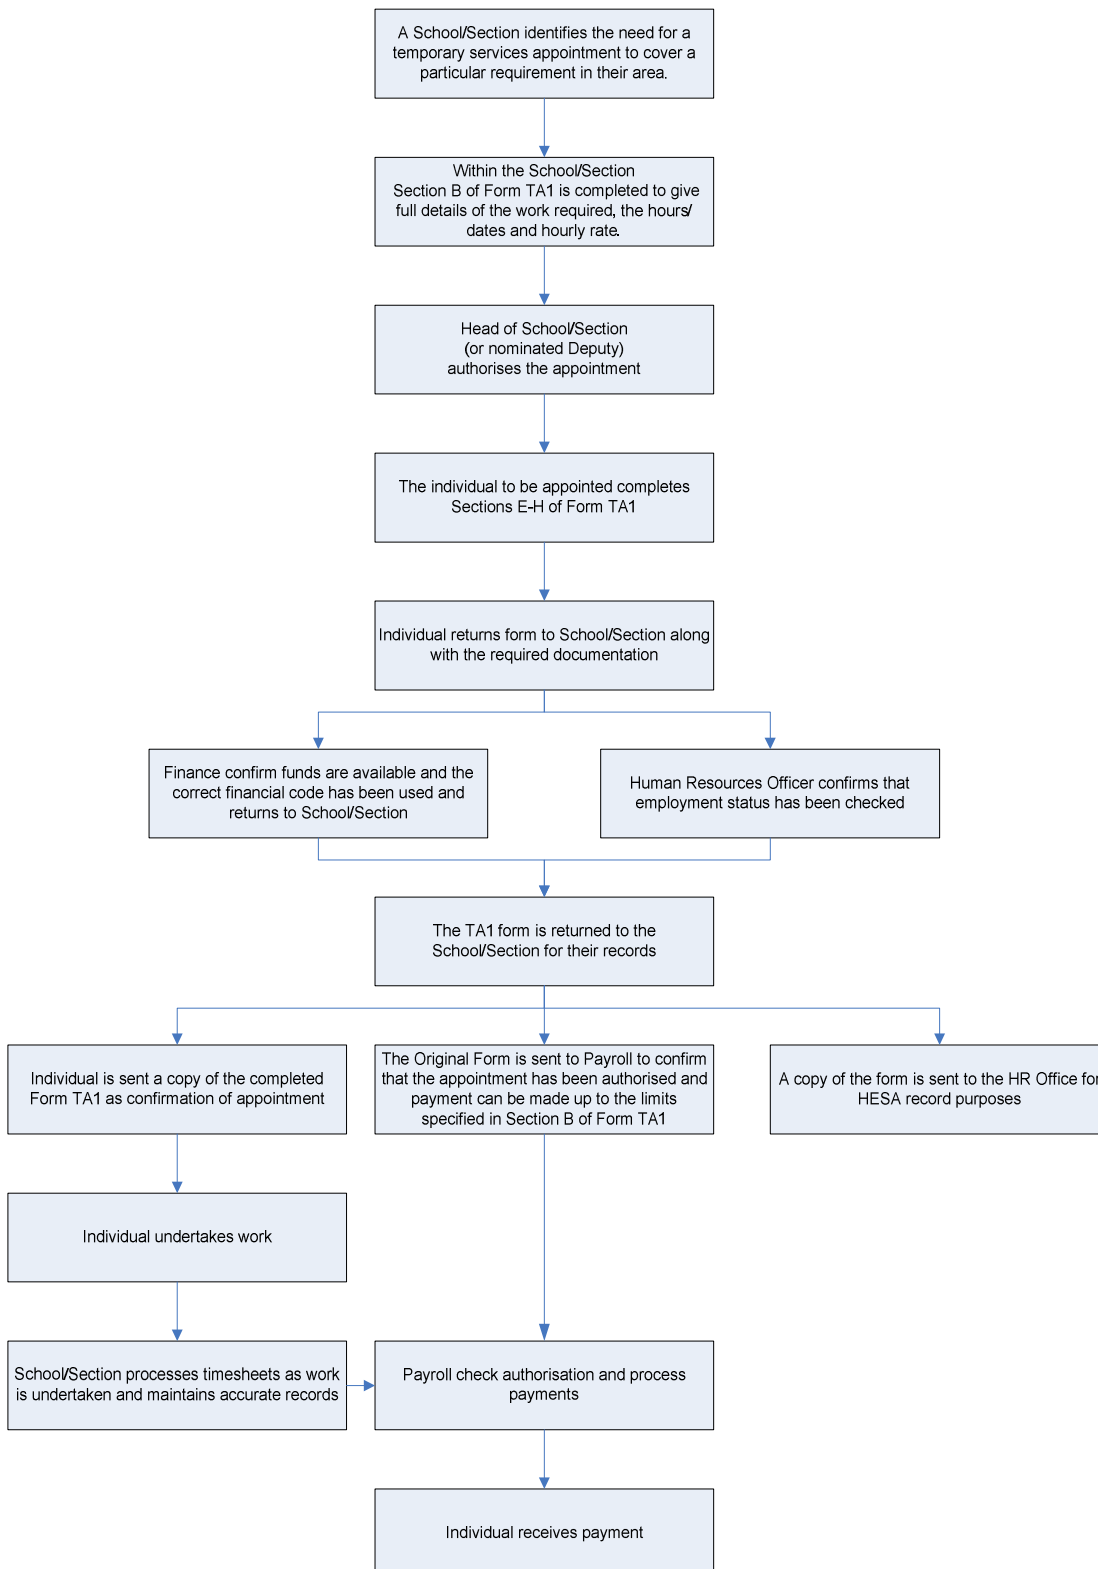 A School/Section identifies the need for a
temporary services appointment to cover a
particular requirement in their area.
Within the School/Section
Section B of Form TA1 is completed to give
full details of the work required, the hours/
dates and hourly rate.
Head of School/Section
(or nominated Deputy)
authorises the appointment
The individual to be appointed completes
Sections E-H of Form TA1
Individual returns form to School/Section along
with the required documentation
Finance confirm funds are available and the
correct financial code has been used and
returns to School/Section
Human Resources Officer confirms that
employment status has been checked
The TA1 form is returned to the
School/Section for their records
Individual is sent a copy of the completed
Form TA1 as confirmation of appointment
The Original Form is sent to Payroll to confirm
that the appointment has been authorised and
payment can be made up to the limits
specified in Section B of Form TA1
A copy of the form is sent to the HR Office for
HESA record purposes
Individual undertakes work
School/Section processes timesheets as work
is undertaken and maintains accurate records
Payroll check authorisation and process
payments
Individual receives payment